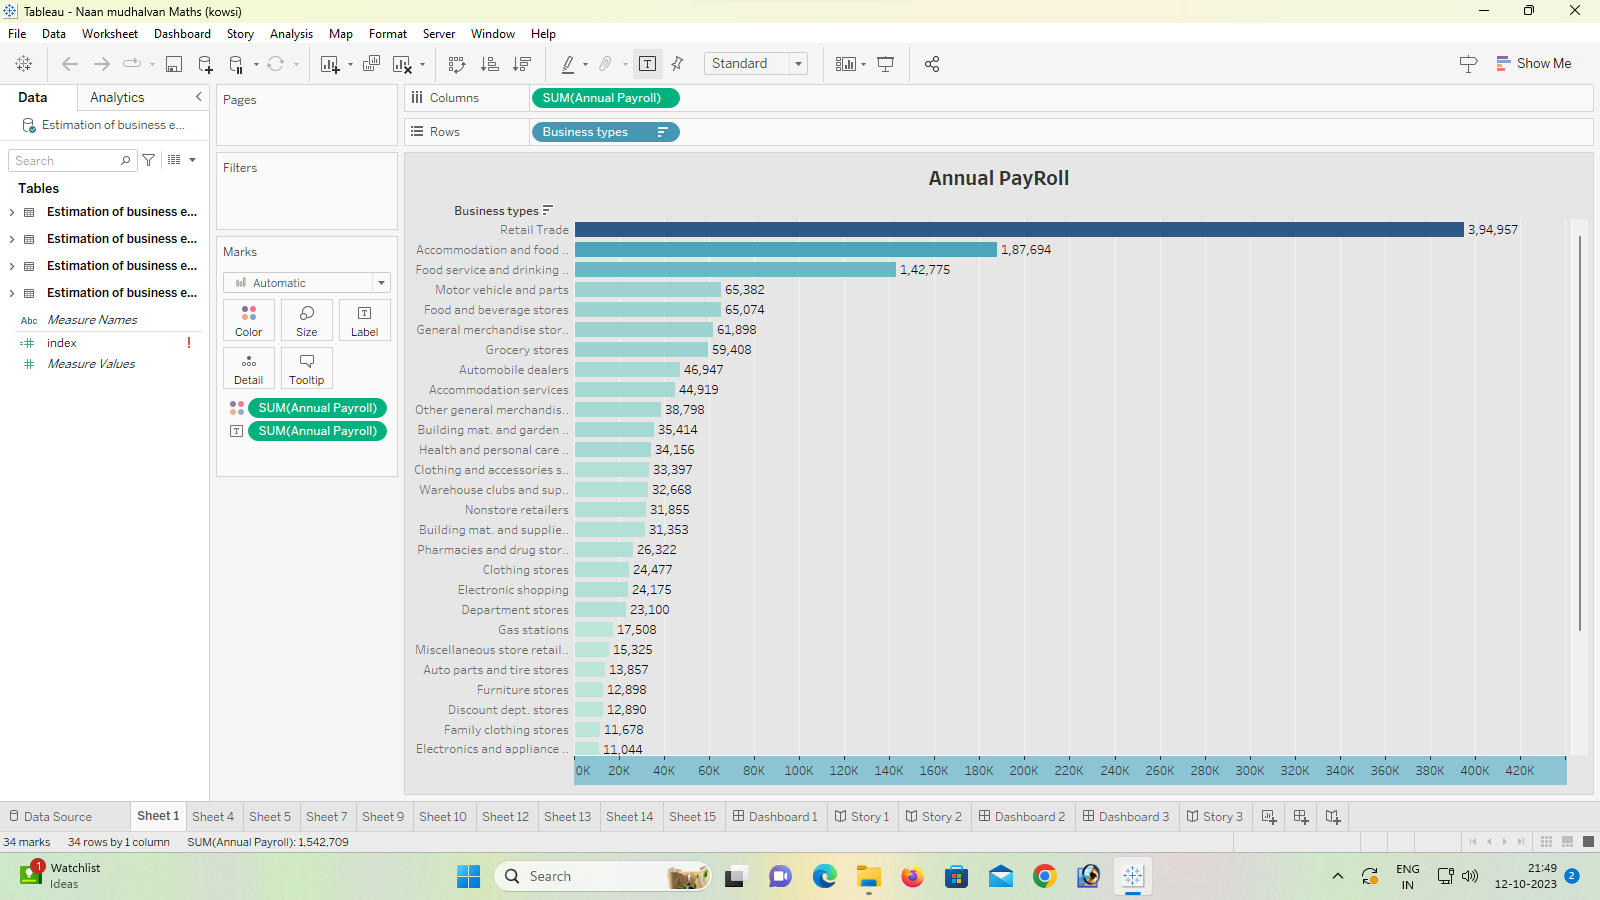 Tableau - Naan mudhalvan Maths (kowsi)
File Data Worksheet Dashboard Story Analysis Map Format Server Window Help
Standard
Show Me
Data Analytics
Estimation of business e...
Search
Tables
Estimation of business e...
Estimation of business e...
Estimation of business e...
Estimation of business e...
Abc Measure Names
index !
Measure Values
Pages
Filters
Marks
Automatic
Color Size Label
Detail Tooltip
SUM(Annual Payroll)
SUM(Annual Payroll)
Columns SUM(Annual Payroll)
Rows Business types
Annual PayRoll
Business types
Retail Trade 3,94,957
Accommodation and food .. 1,87,694
Food service and drinking .. 1,42,775
Motor vehicle and parts 65,382
Food and beverage stores 65,074
General merchandise stor.. 61,898
Grocery stores 59,408
Automobile dealers 46,947
Accommodation services 44,919
Other general merchandis.. 38,798
Building mat. and garden .. 35,414
Health and personal care .. 34,156
Clothing and accessories s.. 33,397
Warehouse clubs and sup.. 32,668
Nonstore retailers 31,855
Building mat. and supplie.. 31,353
Pharmacies and drug stor.. 26,322
Clothing stores 24,477
Electronic shopping 24,175
Department stores 23,100
Gas stations 17,508
Miscellaneous store retail.. 15,325
Auto parts and tire stores 13,857
Furniture stores 12,898
Discount dept. stores 12,890
Family clothing stores 11,678
Electronics and appliance .. 11,044
0K 20K 40K 60K 80K 100K 120K 140K 160K 180K 200K 220K 240K 260K 280K 300K 320K 340K 360K 380K 400K 420K
Data Source Sheet 1 Sheet 4 Sheet 5 Sheet 7 Sheet 9 Sheet 10 Sheet 12 Sheet 13 Sheet 14 Sheet 15 Dashboard 1 Story 1 Story 2 Dashboard 2 Dashboard 3 Story 3
34 marks 34 rows by 1 column SUM(Annual Payroll): 1,542,709
1 Watchlist
Ideas
Search
ENG
IN
21:49
12-10-2023
2